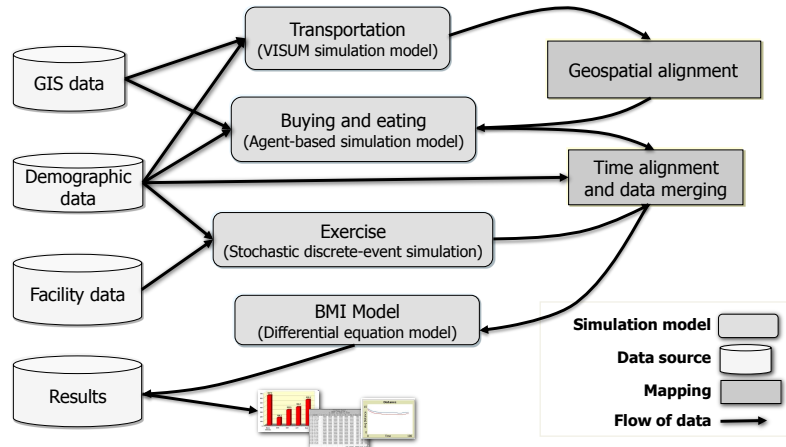 Transportation
(VISUM simulation model)
GIS data
Geospatial alignment
Buying and eating
(Agent-based simulation model)
Demographic
data
Time alignment
and data merging
Exercise
(Stochastic discrete-event simulation)
Facility data
BMI Model
(Differential equation model)
Results
Simulation model
Data source
Mapping
Flow of data